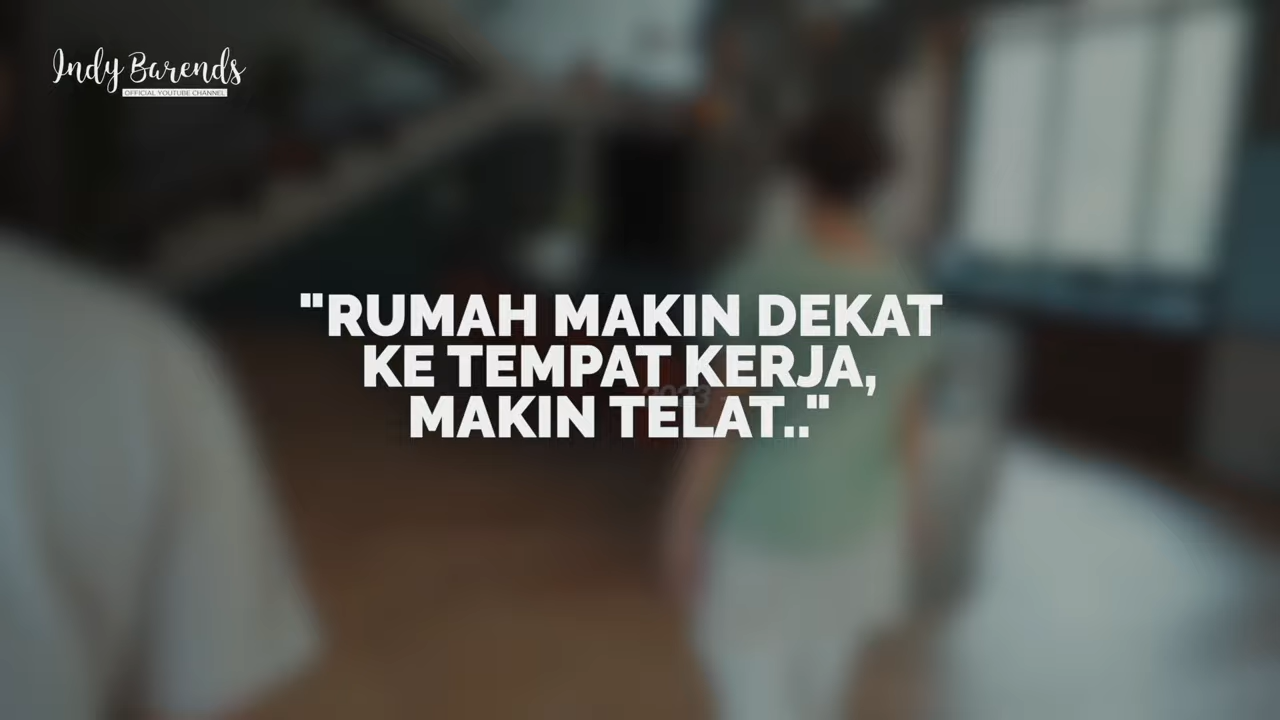 Indy Barends
OFFICIAL YOUTUBE CHANNEL
"RUMAH MAKIN DEKAT
KE TEMPAT KERJA,
MAKIN TELAT.."